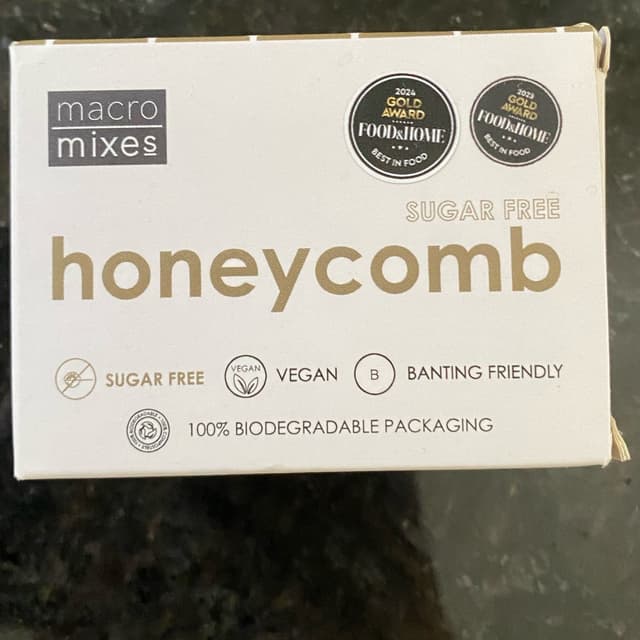 macro
mixes
2024
GOLD
AWARD
FOOD&HOME
BEST IN FOOD
2023
GOLD
AWARD
FOOD&HOME
BEST IN FOOD
SUGAR FREE
honeycomb
SUGAR FREE
VEGAN
VEGAN
B
BANTING FRIENDLY
100% BIODEGRADABLE PACKAGING